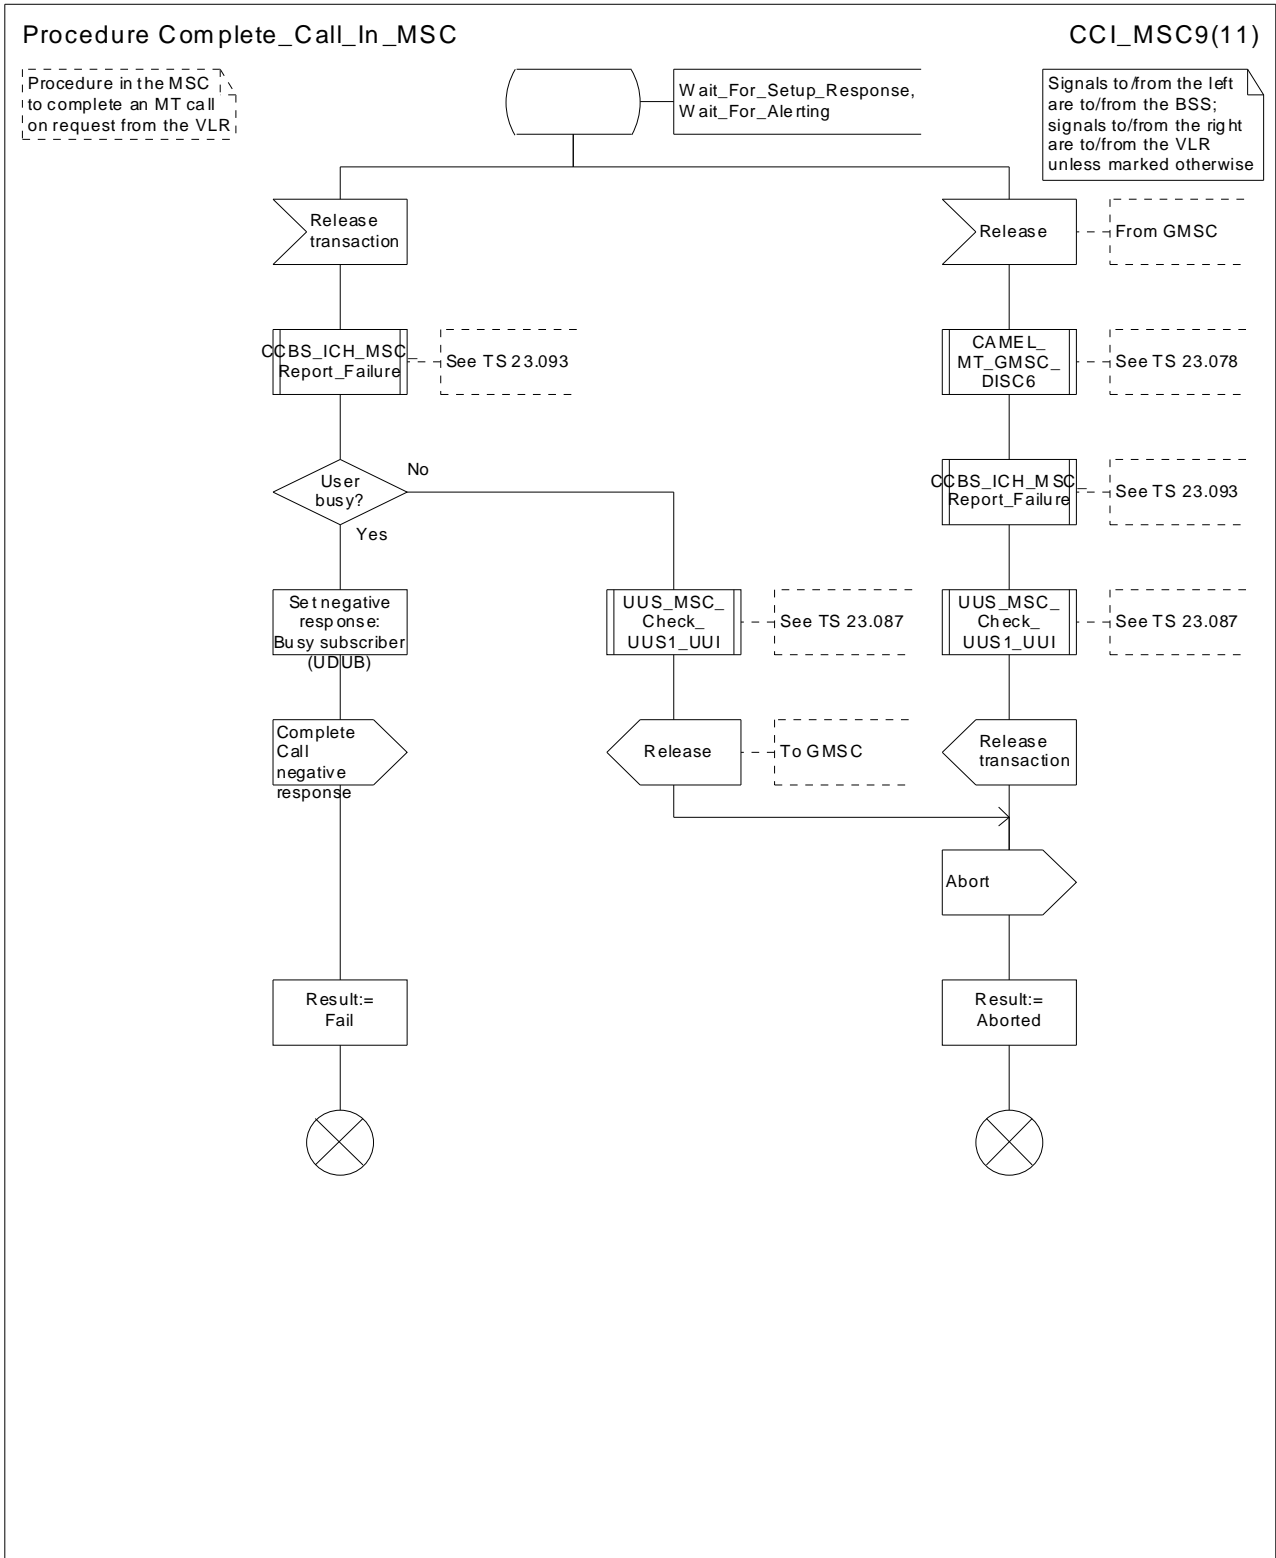 Procedure Complete_Call_In_MSC
CCI_MSC9(11)
Procedure in the MSC
to complete an MT call
on request from the VLR
Wait_For_Setup_Response,
Wait_For_Alerting
Signals to/from the left
are to/from the BSS;
signals to/from the right
are to/from the VLR
unless marked otherwise
Release
transaction
Release
From GMSC
CCBS_ICH_MSC_
Report_Failure
See TS 23.093
CAMEL_
MT_GMSC_
DISC6
See TS 23.078
User
busy?
No
Yes
CCBS_ICH_MSC_
Report_Failure
See TS 23.093
Set negative
response:
Busy subscriber
(UDUB)
UUS_MSC_
Check_
UUS1_UUI
See TS 23.087
UUS_MSC_
Check_
UUS1_UUI
See TS 23.087
Complete
Call
negative
response
Release
To GMSC
Release
transaction
Abort
Result:=
Fail
Result:=
Aborted